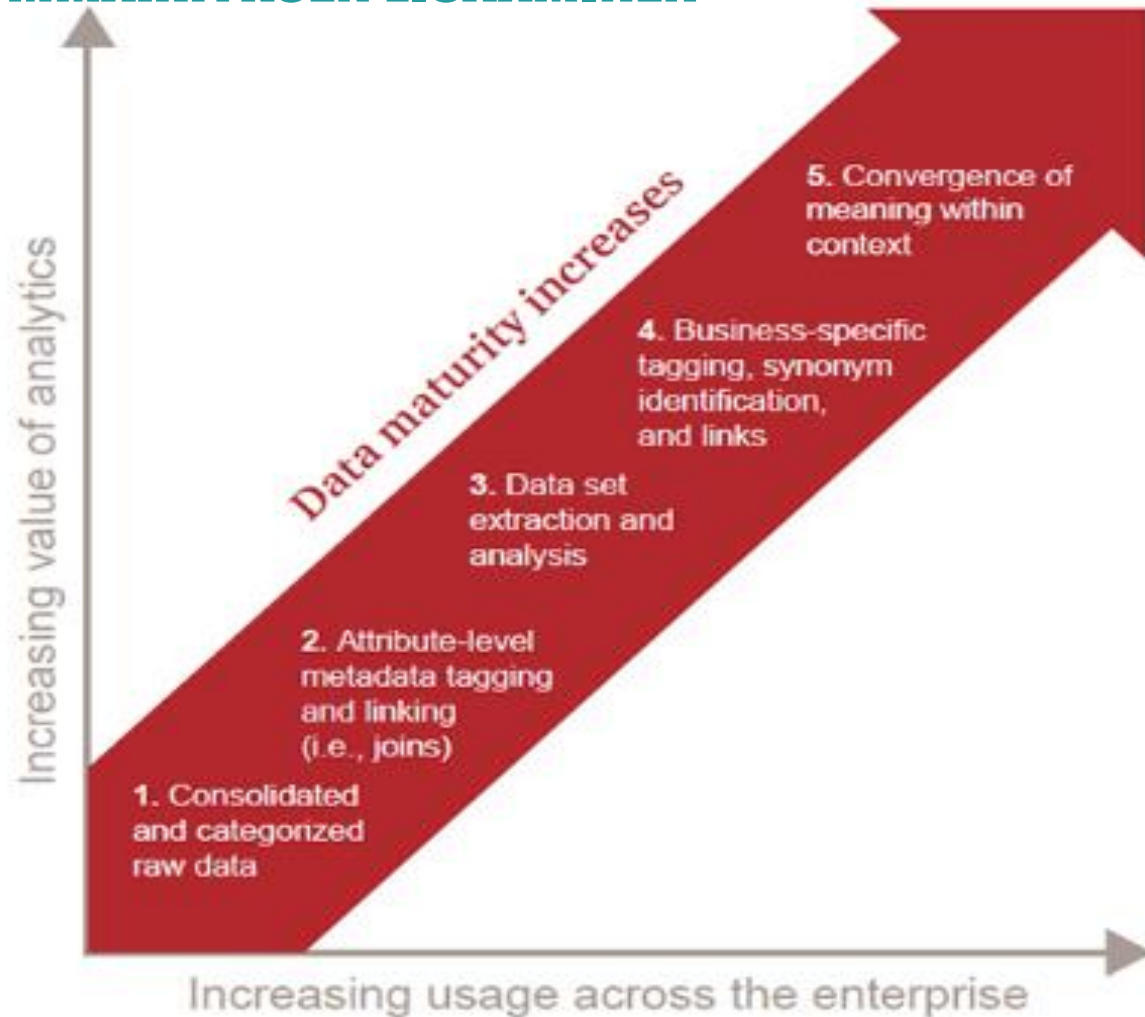 Increasing value of analytics
Data maturity increases
5. Convergence of
meaning within
context
4. Business-specific
tagging, synonym
identification,
and links
3. Data set
extraction and
analysis
2. Attribute-level
metadata tagging
and linking
(i.e., joins)
1. Consolidated
and categorized
raw data
Increasing usage across the enterprise